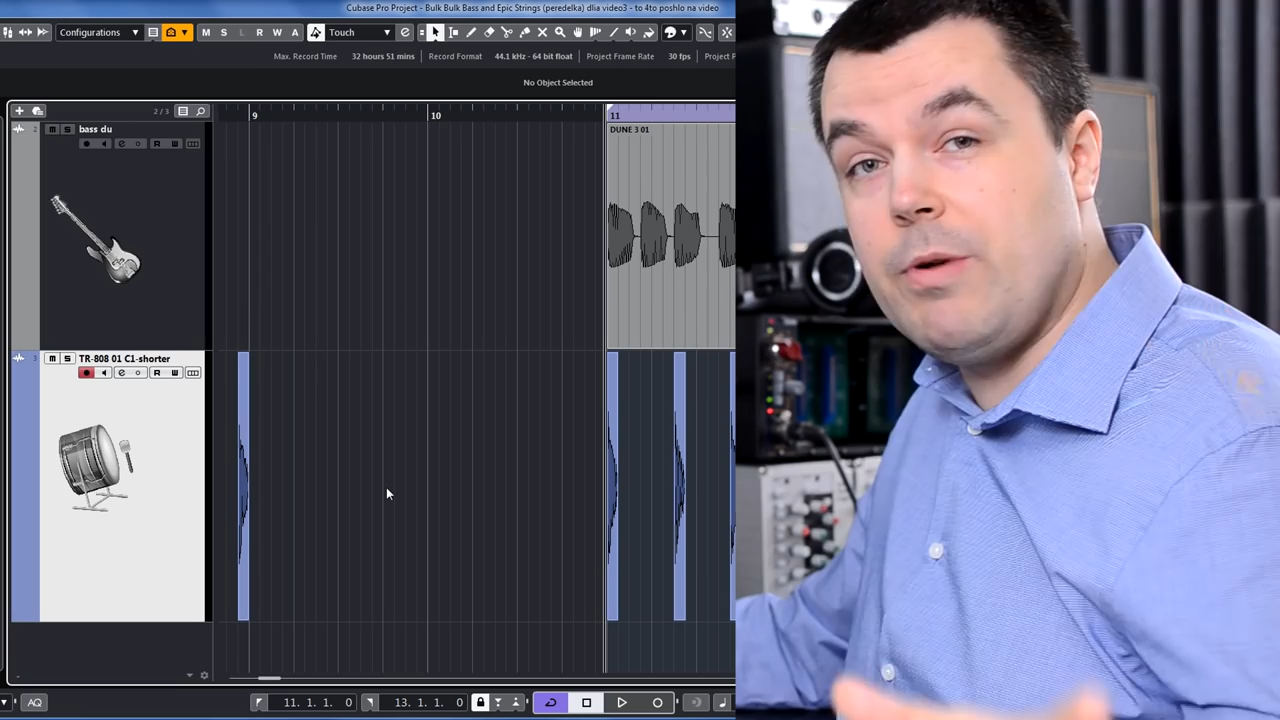 Cubase Pro Project - Bulk Bulk Bass and Epic Strings (peredelka) dlia video3 - to 4to poshlo na video
Configurations M S L R W A Touch
Max. Record Time 32 hours 51 mins Record Format 44.1 kHz - 64 bit float Project Frame Rate 30 fps P
No Object Selected
2 / 3 9 10 11
2 m S bass du DUNE 3 01
R
3 m S TR-808 01 C1-shorter
R
AQ 11. 1. 1. 0 13. 1. 1. 0